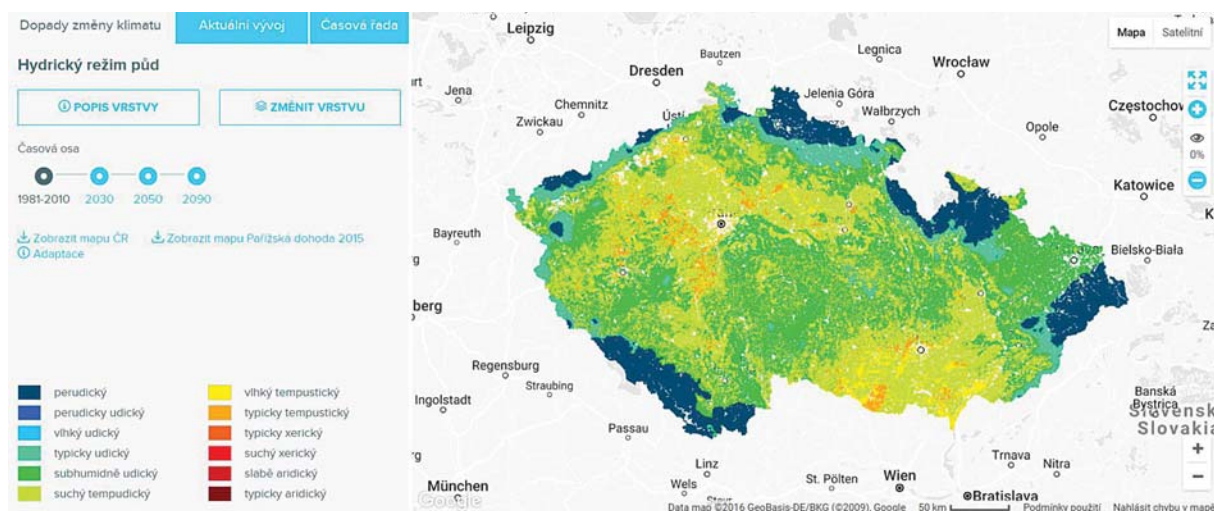 Dopady změny klimatu
Aktuální vývoj
Časová řada
Hydrický režim půd
POPIS VRSTVY
ZMĚNIT VRSTVU
Časová osa
1981-2010
2030
2050
2090
Zobrazit mapu ČR
Zobrazit mapu Pařížská dohoda 2015
Adaptace
perudický
perudicky udický
vlhký udický
typicky udický
subhumidně udický
suchý tempudický
vlhký tempustický
typicky tempustický
typicky xerický
suchý xerický
slabě aridický
typicky aridický
Mapa
Satelitní
0%
Leipzig
Bautzen
Legnica
Wrocław
Dresden
Jena
Chemnitz
Jelenia Góra
Zwickau
Ústí
Wałbrzych
Opole
Częstochow
Katowice
Bayreuth
Bielsko-Biała
berg
Regensburg
Straubing
Ingolstadt
Passau
Banská
Bystrica
Slovensk
Slovakia
Linz
Wels
St. Pölten
Wien
Trnava
Nitra
München
Bratislava
Google
Data map ©2016 GeoBasis-DE/BKG (©2009), Google
50 km
Podmínky použití
Nahlásit chybu v mapě